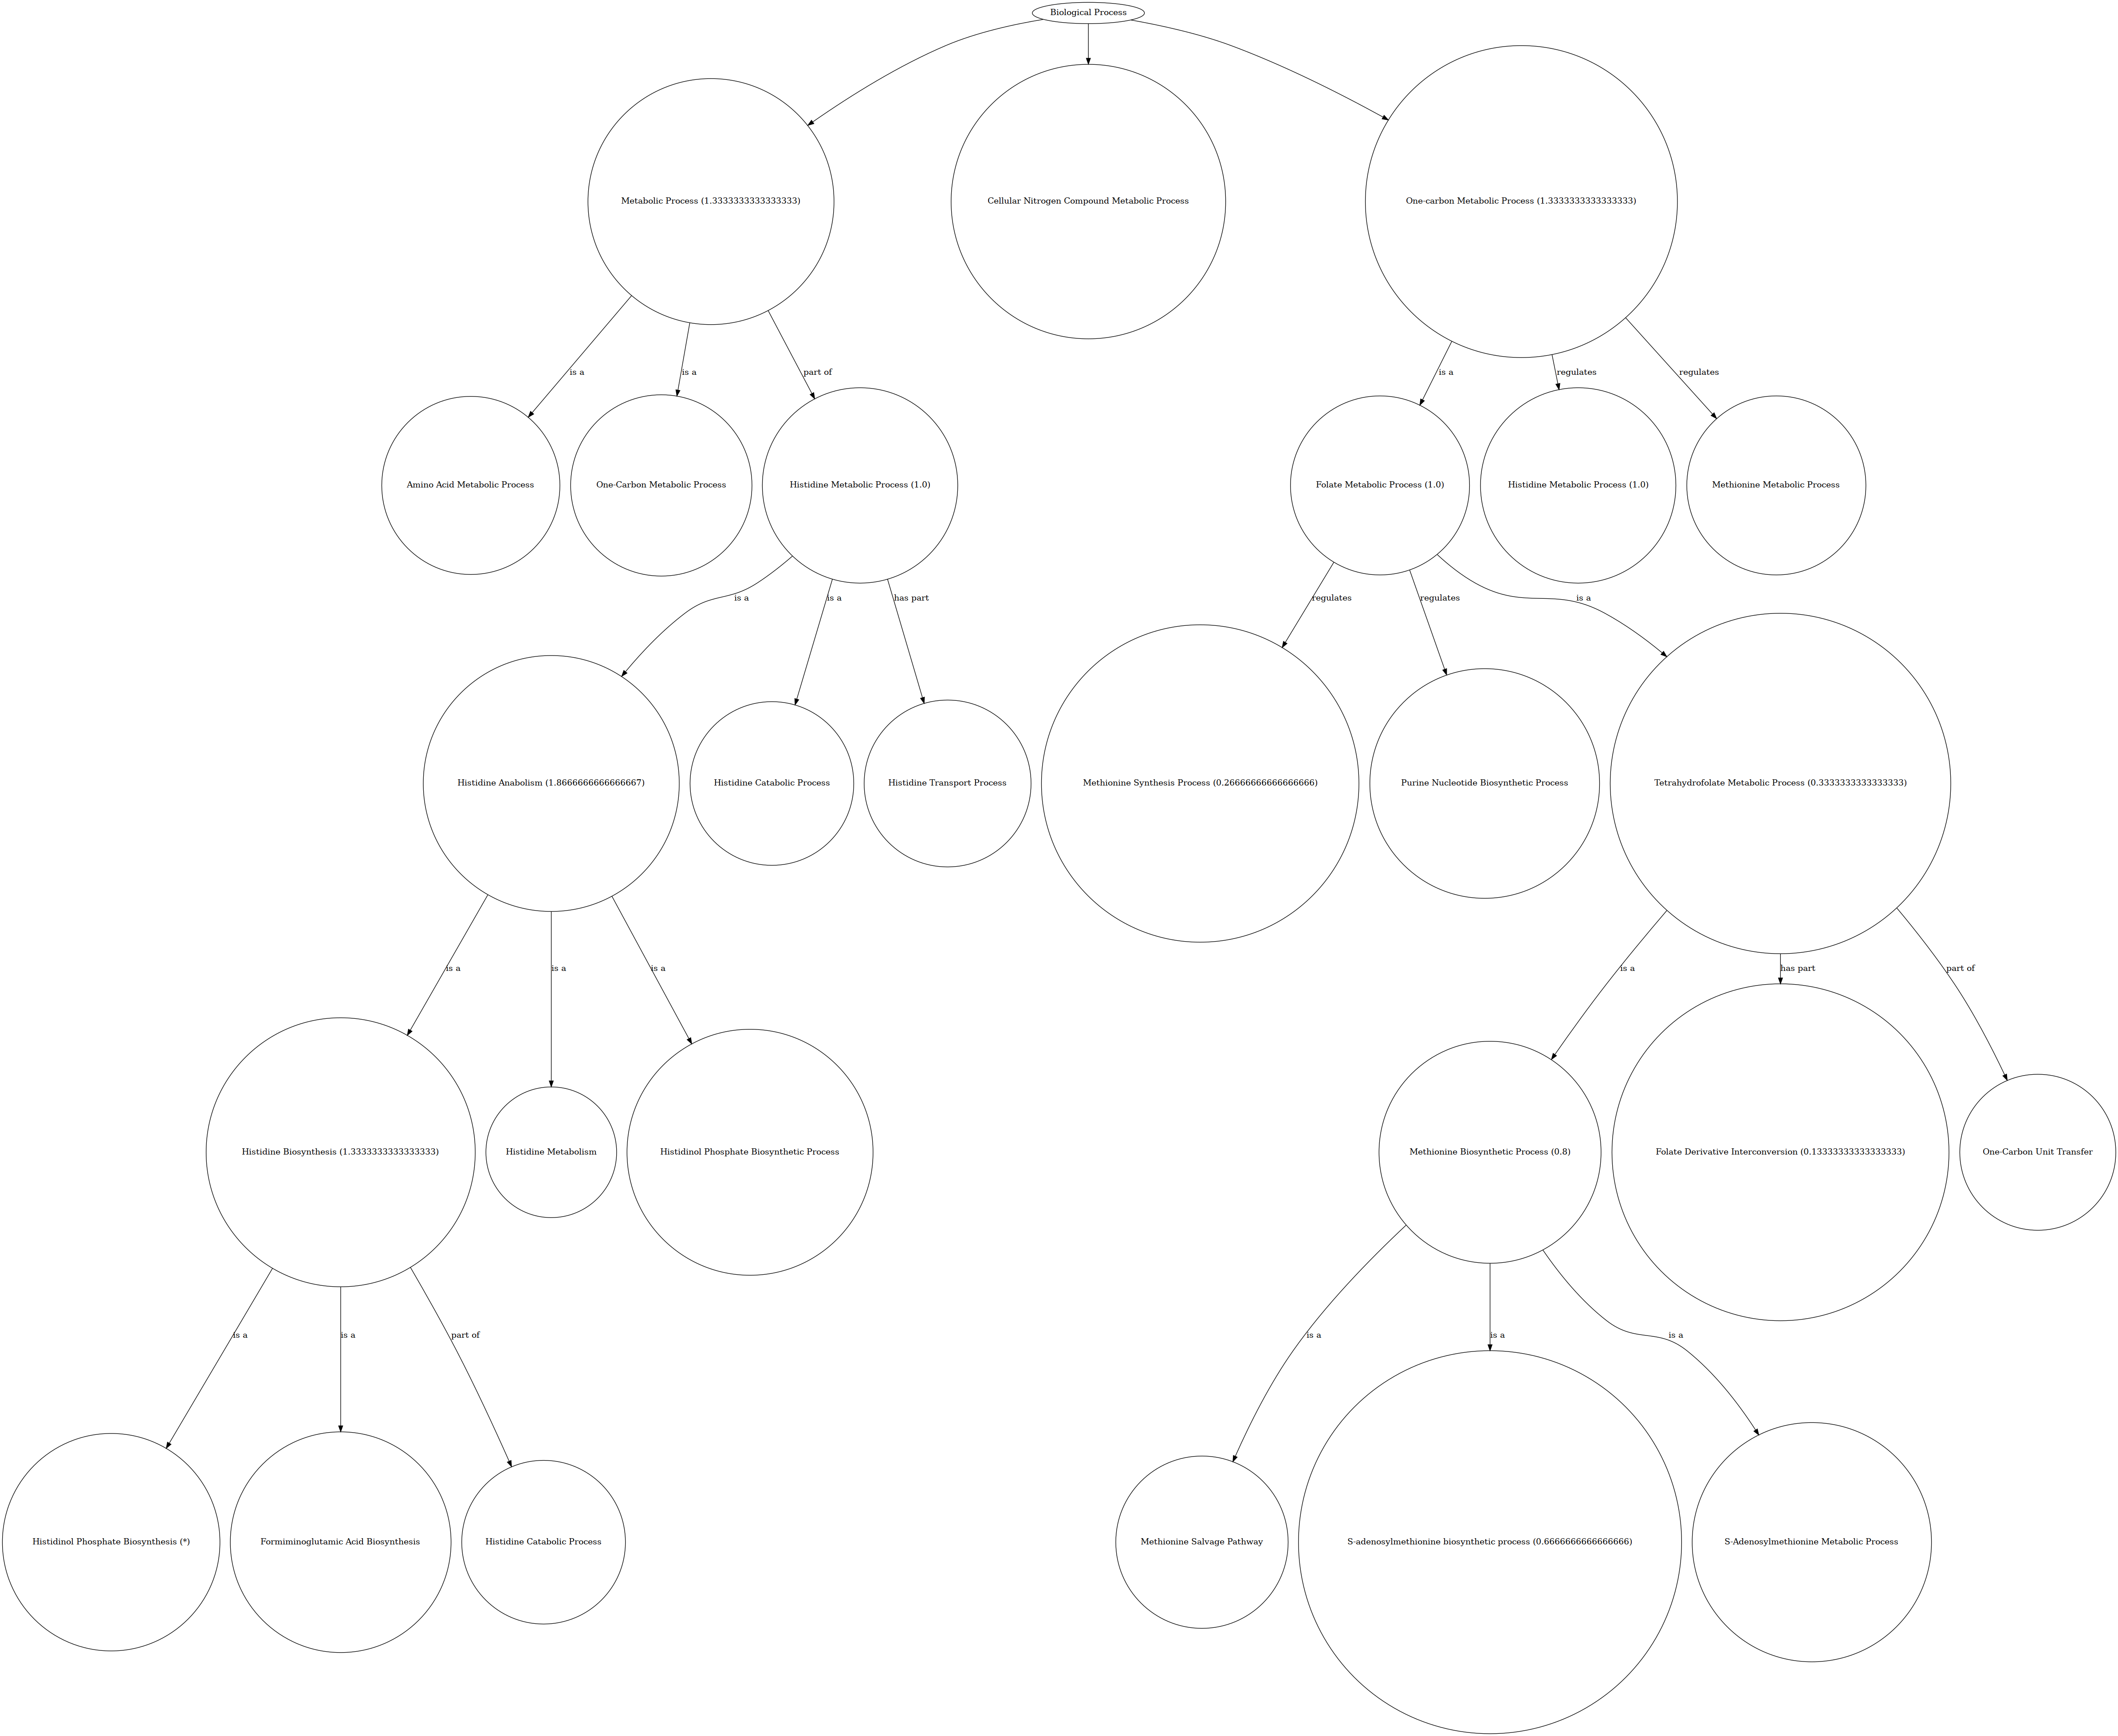 Biological Process
Metabolic Process (1.3333333333333333)
Cellular Nitrogen Compound Metabolic Process
One-carbon Metabolic Process (1.3333333333333333)
is a
is a
part of
is a
regulates
regulates
Amino Acid Metabolic Process
One-Carbon Metabolic Process
Histidine Metabolic Process (1.0)
Folate Metabolic Process (1.0)
Histidine Metabolic Process (1.0)
Methionine Metabolic Process
is a
is a
has part
regulates
regulates
is a
Histidine Anabolism (1.8666666666666667)
Histidine Catabolic Process
Histidine Transport Process
Methionine Synthesis Process (0.26666666666666666)
Purine Nucleotide Biosynthetic Process
Tetrahydrofolate Metabolic Process (0.3333333333333333)
is a
is a
is a
is a
has part
part of
Histidine Biosynthesis (1.3333333333333333)
Histidine Metabolism
Histidinol Phosphate Biosynthetic Process
Methionine Biosynthetic Process (0.8)
Folate Derivative Interconversion (0.13333333333333333)
One-Carbon Unit Transfer
is a
is a
part of
is a
is a
is a
Histidinol Phosphate Biosynthesis (*)
Formiminoglutamic Acid Biosynthesis
Histidine Catabolic Process
Methionine Salvage Pathway
S-adenosylmethionine biosynthetic process (0.6666666666666666)
S-Adenosylmethionine Metabolic Process